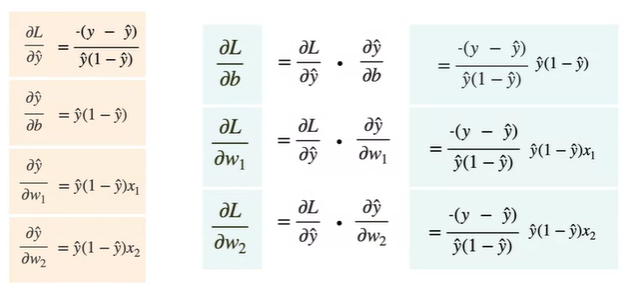 ∂L/∂ŷ = -(y − ŷ)/ŷ(1 − ŷ)
∂ŷ/∂b = ŷ(1 − ŷ)
∂ŷ/∂w₁ = ŷ(1 − ŷ)x₁
∂ŷ/∂w₂ = ŷ(1 − ŷ)x₂
∂L/∂b = ∂L/∂ŷ · ∂ŷ/∂b = -(y − ŷ)/ŷ(1 − ŷ) ŷ(1 − ŷ)
∂L/∂w₁ = ∂L/∂ŷ · ∂ŷ/∂w₁ = -(y − ŷ)/ŷ(1 − ŷ) ŷ(1 − ŷ)x₁
∂L/∂w₂ = ∂L/∂ŷ · ∂ŷ/∂w₂ = -(y − ŷ)/ŷ(1 − ŷ) ŷ(1 − ŷ)x₂